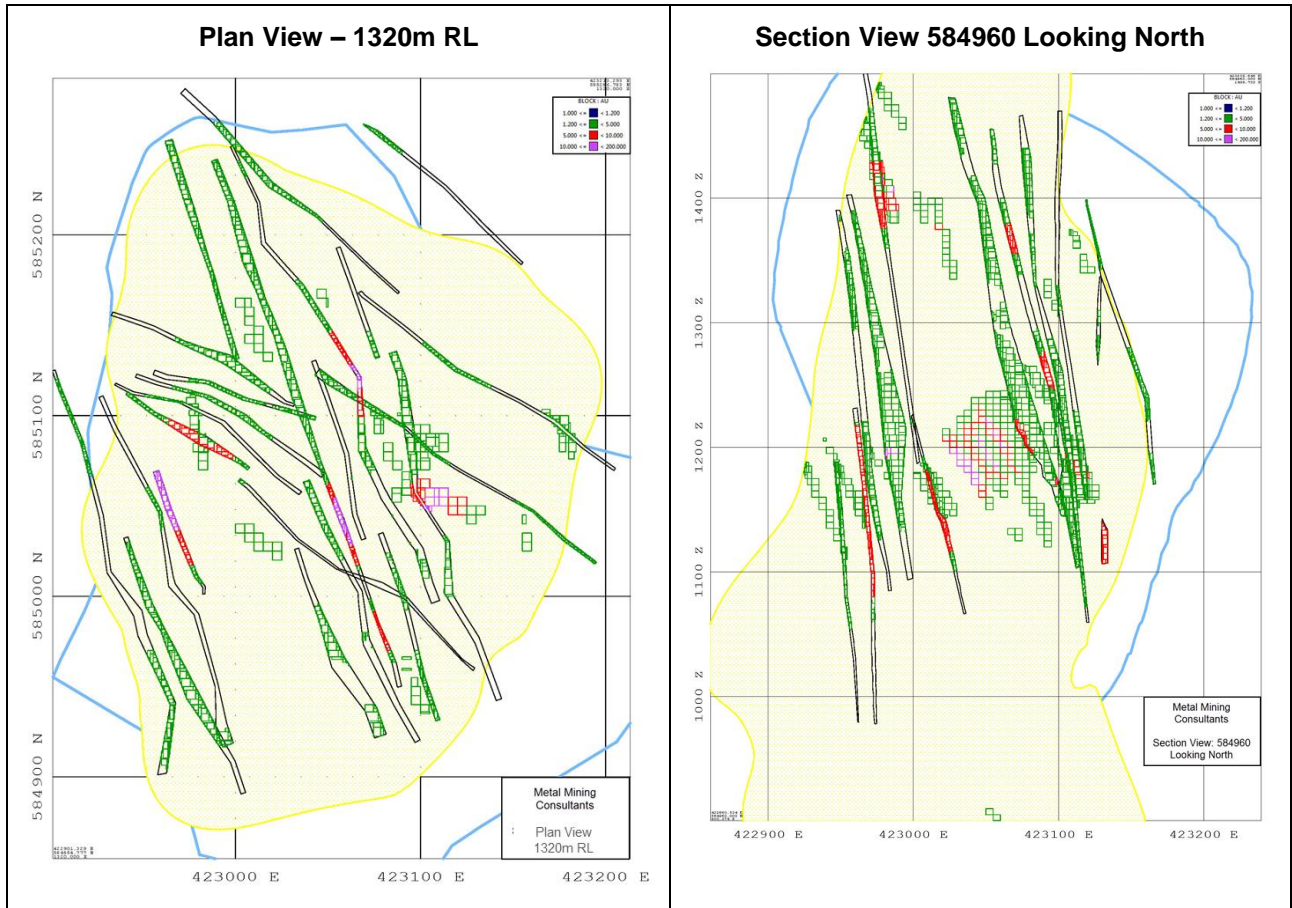 Plan View – 1320m RL
BLOCK: AU
1.000 <= < 1.200
1.200 <= < 5.000
5.000 <= < 10.000
10.000 <= < 200.000
585200 N
585100 N
585000 N
584900 N
423000 E
423100 E
423200 E
1320.000 E
Metal Mining
Consultants
Plan View
1320m RL
Section View 584960 Looking North
BLOCK: AU
1.000 <= < 1.200
1.200 <= < 5.000
5.000 <= < 10.000
10.000 <= < 200.000
1400 Z
1300 Z
1200 Z
1100 Z
1000 Z
422900 E
423000 E
423100 E
423200 E
Metal Mining
Consultants
Section View: 584960
Looking North